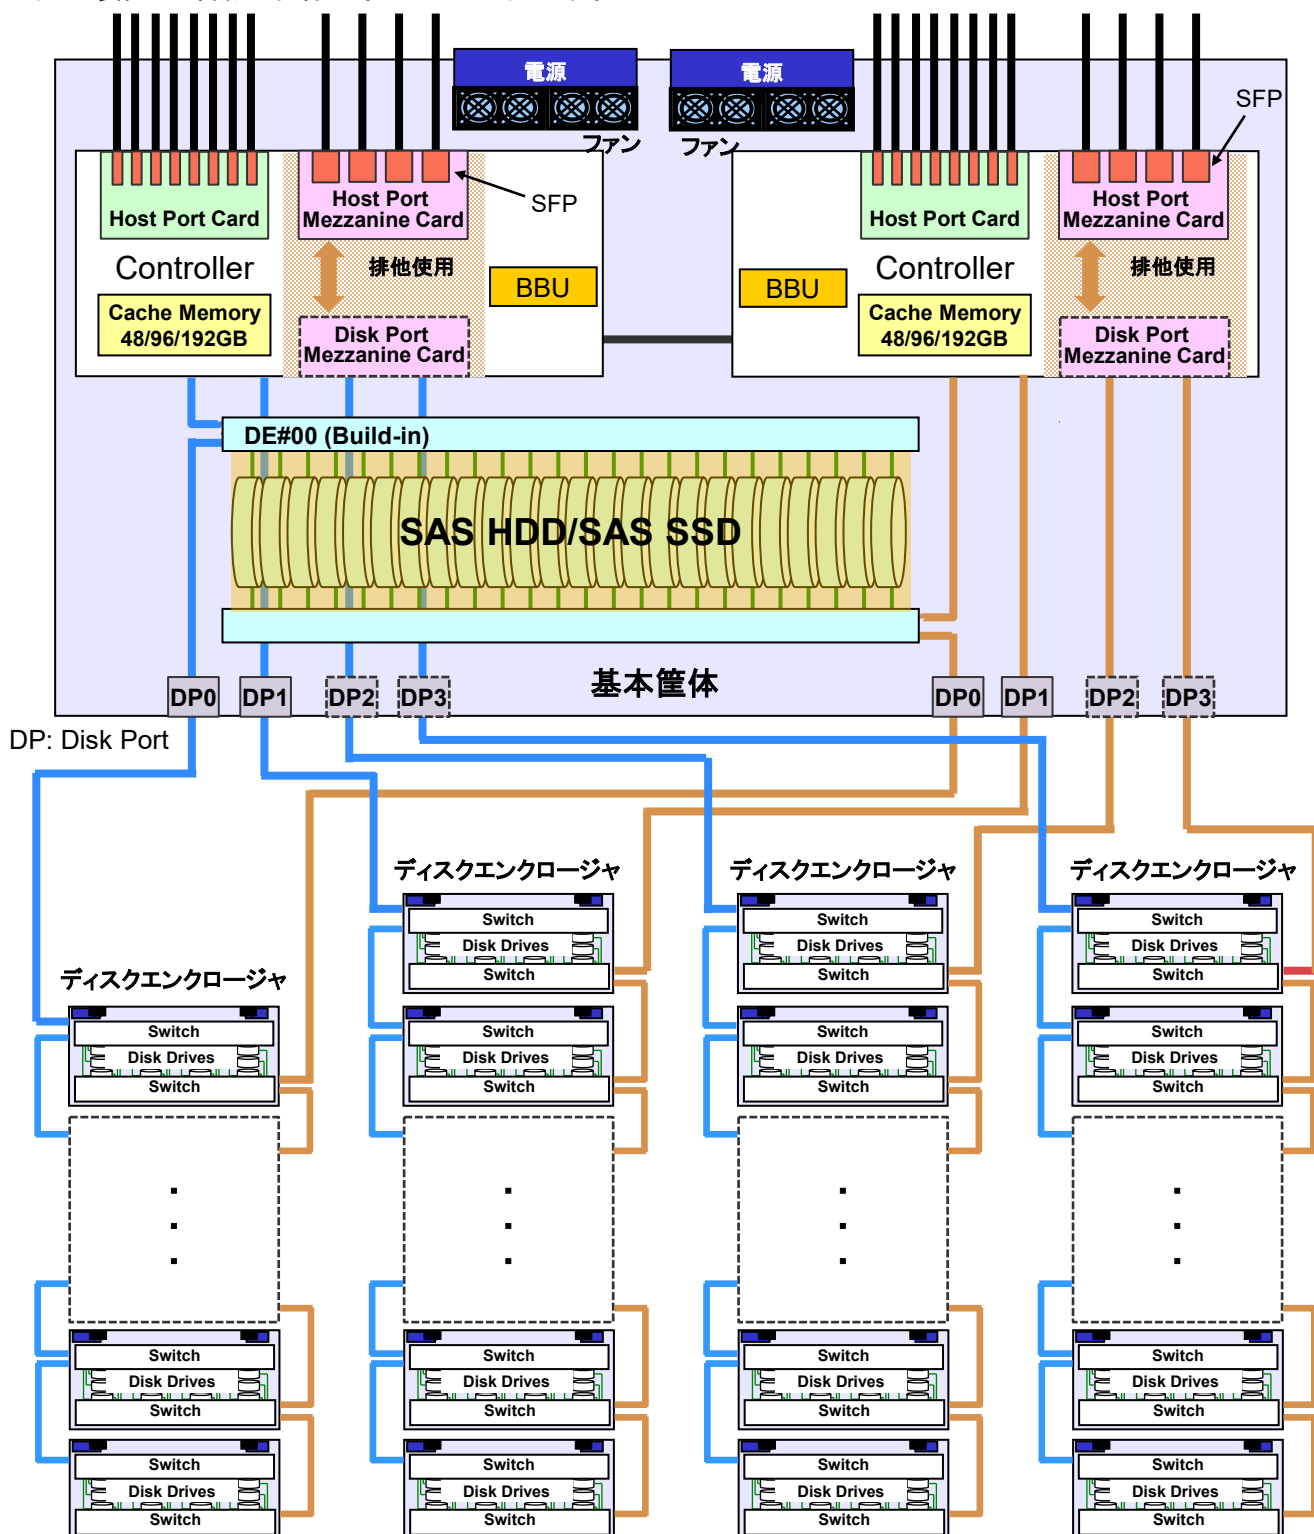 電源
電源
SFP
ファン
ファン
Host Port Card
Host Port
Mezzanine Card
SFP
Host Port Card
Host Port
Mezzanine Card
Controller
排他使用
BBU
BBU
Controller
排他使用
Cache Memory
48/96/192GB
Disk Port
Mezzanine Card
Cache Memory
48/96/192GB
Disk Port
Mezzanine Card
DE#00 (Build-in)
SAS HDD/SAS SSD
基本筐体
DP0
DP1
DP2
DP3
DP0
DP1
DP2
DP3
DP: Disk Port
ディスクエンクロージャ
ディスクエンクロージャ
ディスクエンクロージャ
Switch
Disk Drives
Switch
Switch
Disk Drives
Switch
Switch
Disk Drives
Switch
ディスクエンクロージャ
Switch
Disk Drives
Switch
Switch
Disk Drives
Switch
Switch
Disk Drives
Switch
Switch
Disk Drives
Switch
Switch
Disk Drives
Switch
Switch
Disk Drives
Switch
Switch
Disk Drives
Switch
Switch
Disk Drives
Switch
Switch
Disk Drives
Switch
Switch
Disk Drives
Switch
Switch
Disk Drives
Switch
Switch
Disk Drives
Switch